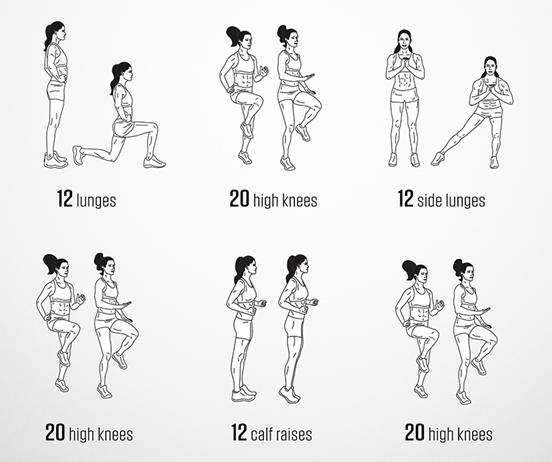 12 lunges
20 high knees
12 side lunges
20 high knees
12 calf raises
20 high knees